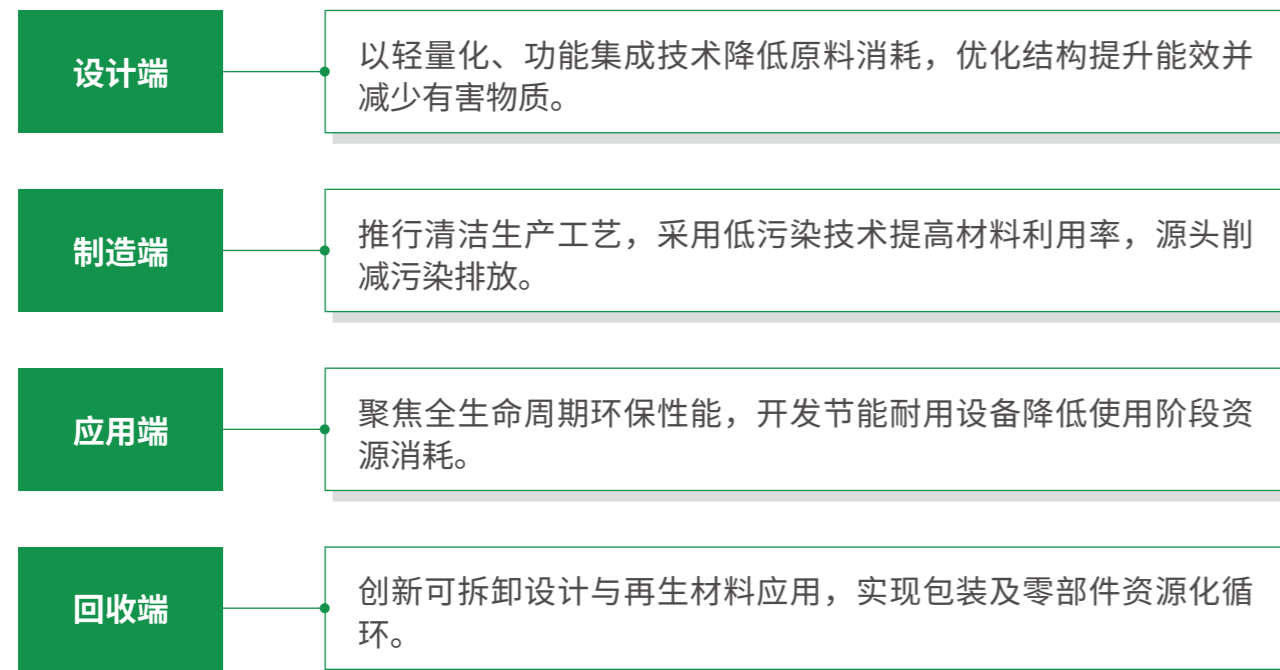 设计端
以轻量化、功能集成技术降低原料消耗，优化结构提升能效并
减少有害物质。
制造端
推行清洁生产工艺，采用低污染技术提高材料利用率，源头削
减污染排放。
应用端
聚焦全生命周期环保性能，开发节能耐用设备降低使用阶段资
源消耗。
回收端
创新可拆卸设计与再生材料应用，实现包装及零部件资源化循
环。